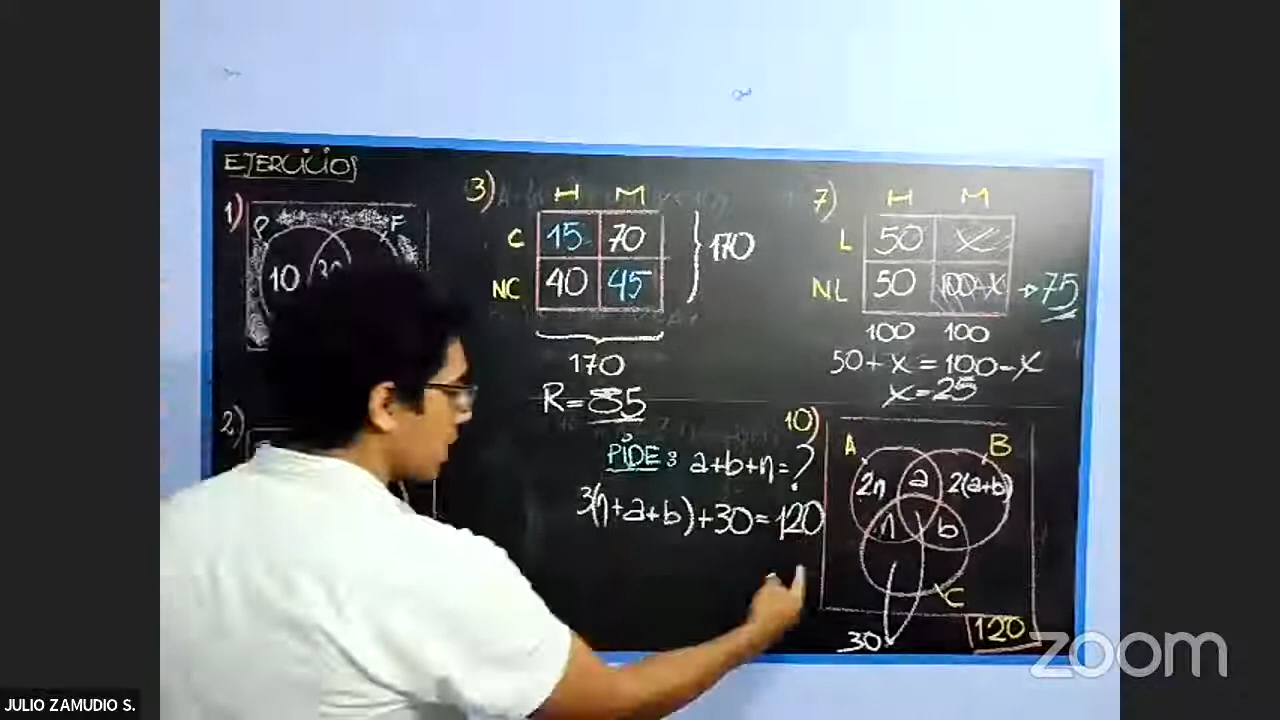 EJERCICIOS
1)
P
F
10
2)
3)
H M
C 15 70
NC 40 45
170
170
R = 85
7)
H M
L 50 x
NL 50 100-x → 75
100 100
50 + x = 100 - x
x = 25
PIDE: a+b+n = ?
3(n+a+b)+30 = 120
10)
A B
2n a 2(a+b)
n b
C
30
120
zoom
JULIO ZAMUDIO S.